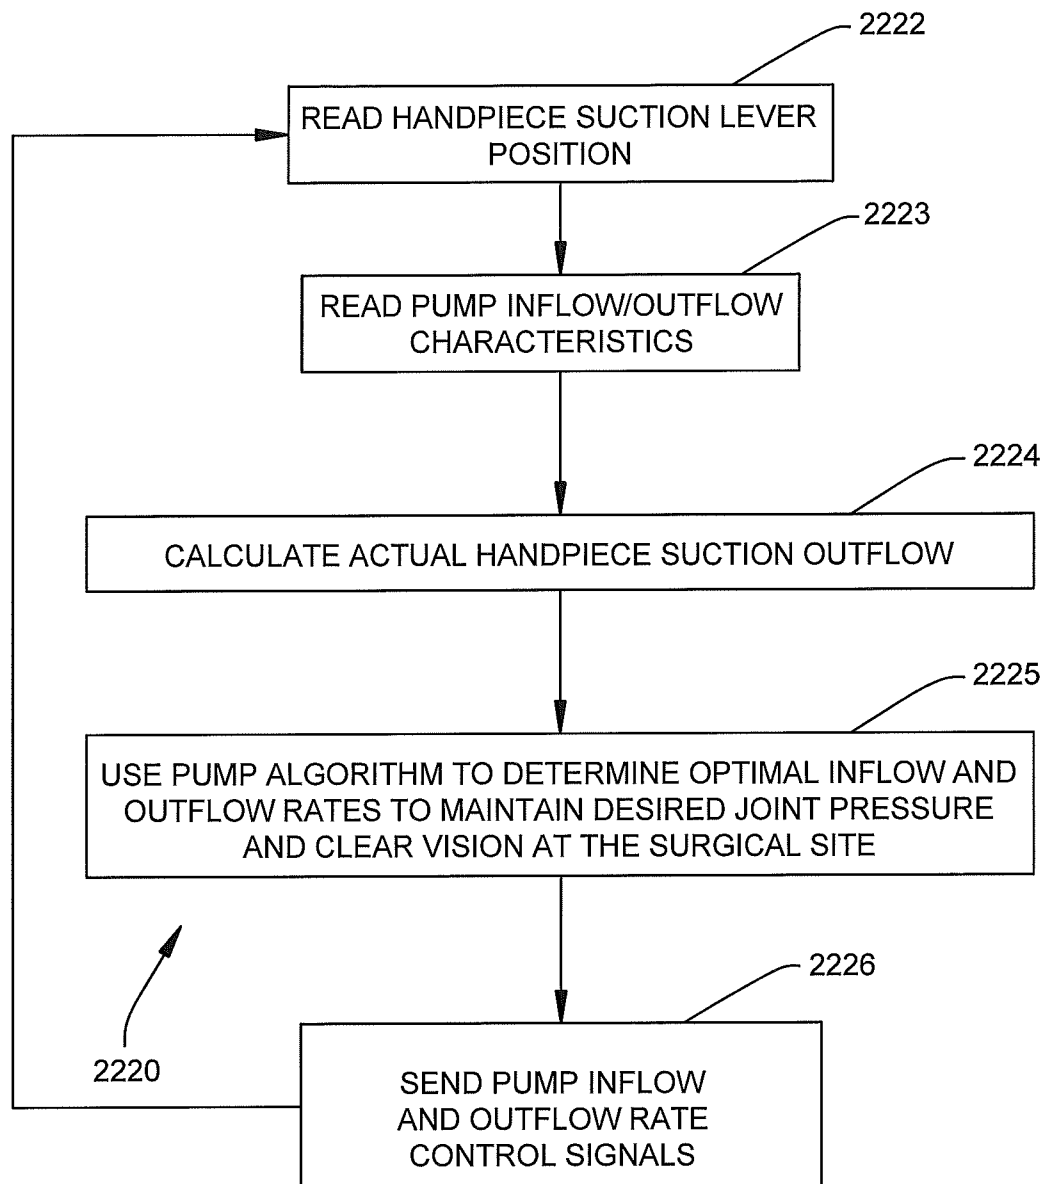 2222
READ HANDPIECE SUCTION LEVER
POSITION
2223
READ PUMP INFLOW/OUTFLOW
CHARACTERISTICS
2224
CALCULATE ACTUAL HANDPIECE SUCTION OUTFLOW
2225
USE PUMP ALGORITHM TO DETERMINE OPTIMAL INFLOW AND
OUTFLOW RATES TO MAINTAIN DESIRED JOINT PRESSURE
AND CLEAR VISION AT THE SURGICAL SITE
2226
2220
SEND PUMP INFLOW
AND OUTFLOW RATE
CONTROL SIGNALS